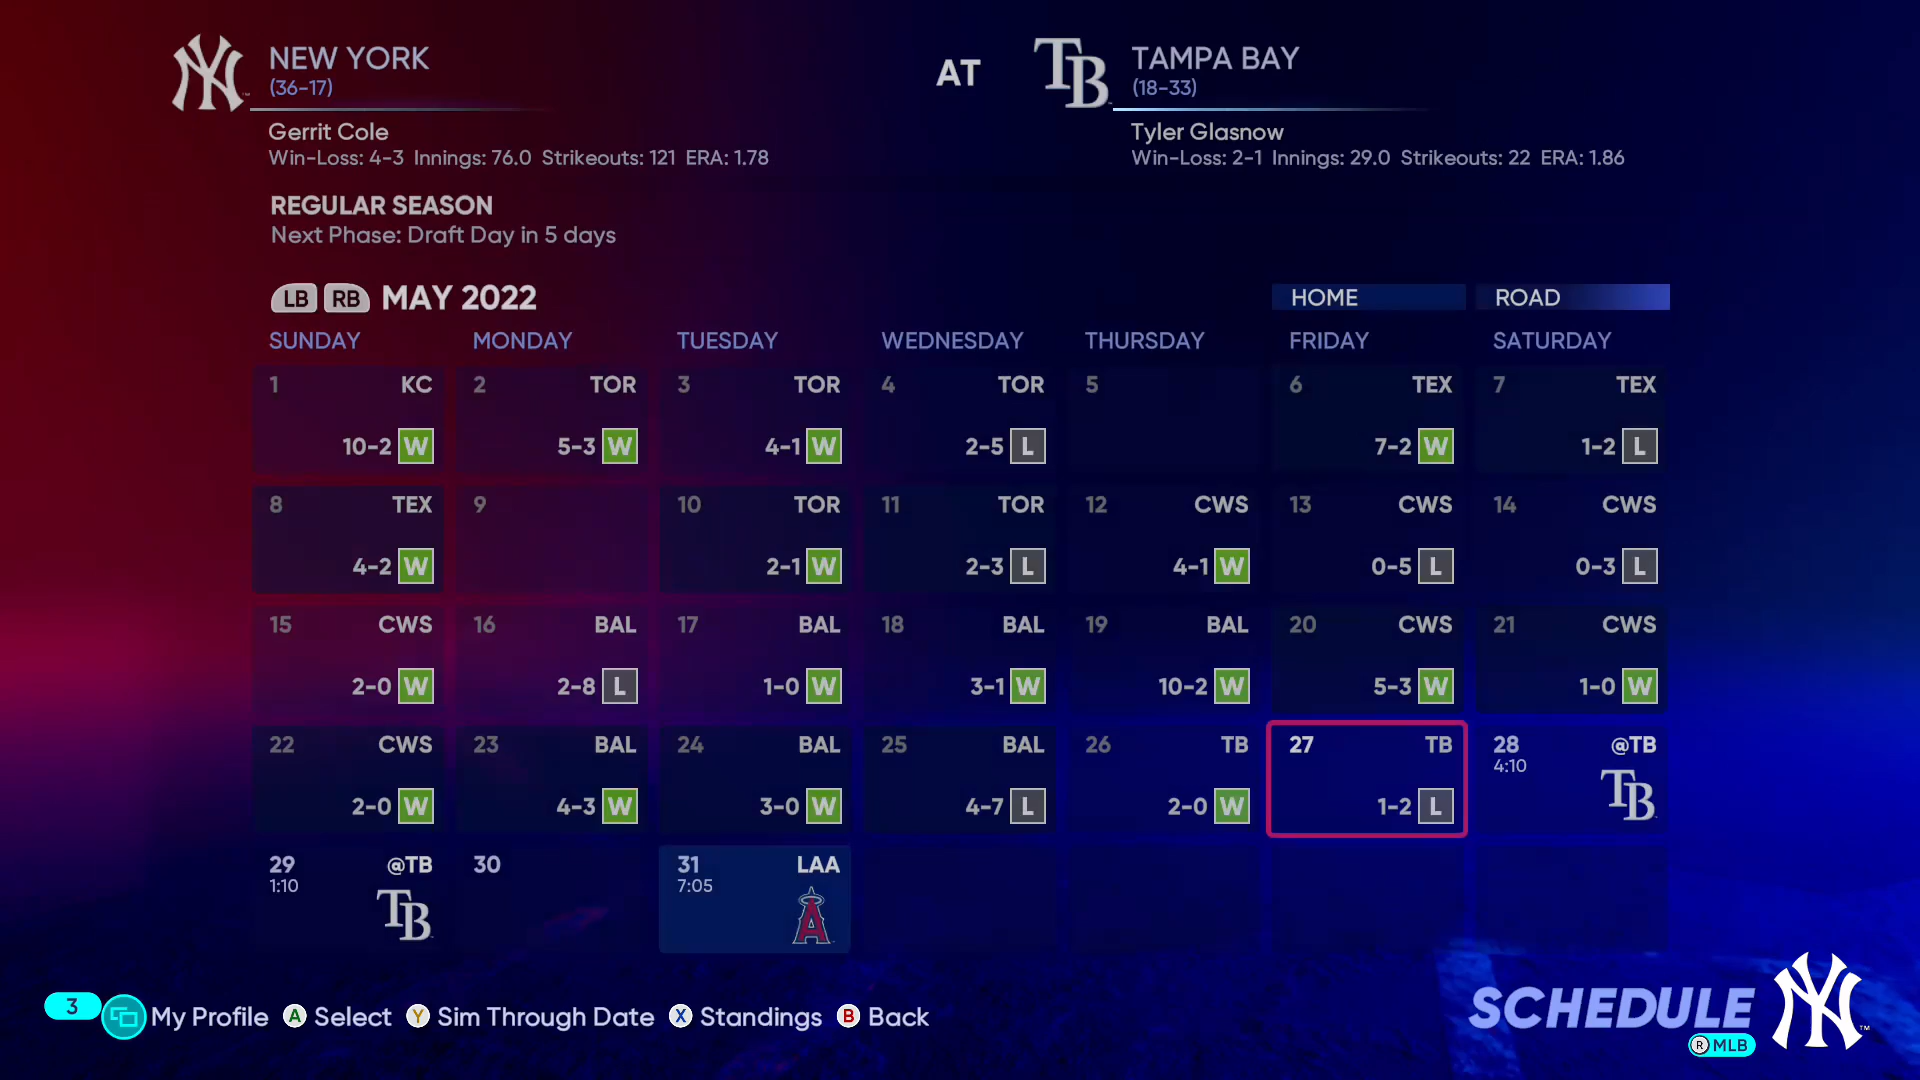 NEW YORK
(36-17)
AT
TAMPA BAY
(18-33)
Gerrit Cole
Win-Loss: 4-3 Innings: 76.0 Strikeouts: 121 ERA: 1.78
Tyler Glasnow
Win-Loss: 2-1 Innings: 29.0 Strikeouts: 22 ERA: 1.86
REGULAR SEASON
Next Phase: Draft Day in 5 days
LB RB MAY 2022
HOME ROAD
SUNDAY MONDAY TUESDAY WEDNESDAY THURSDAY FRIDAY SATURDAY
1 KC 2 TOR 3 TOR 4 TOR 5 6 TEX 7 TEX
10-2 W 5-3 W 4-1 W 2-5 L 7-2 W 1-2 L
8 TEX 9 10 TOR 11 TOR 12 CWS 13 CWS 14 CWS
4-2 W 2-1 W 2-3 L 4-1 W 0-5 L 0-3 L
15 CWS 16 BAL 17 BAL 18 BAL 19 BAL 20 CWS 21 CWS
2-0 W 2-8 L 1-0 W 3-1 W 10-2 W 5-3 W 1-0 W
22 CWS 23 BAL 24 BAL 25 BAL 26 TB 27 TB 28 @TB
4:10 TB
2-0 W 4-3 W 3-0 W 4-7 L 2-0 W 1-2 L
29 @TB 30 31 LAA
1:10 TB 7:05 A
3 My Profile A Select Y Sim Through Date X Standings B Back
SCHEDULE NY
R MLB